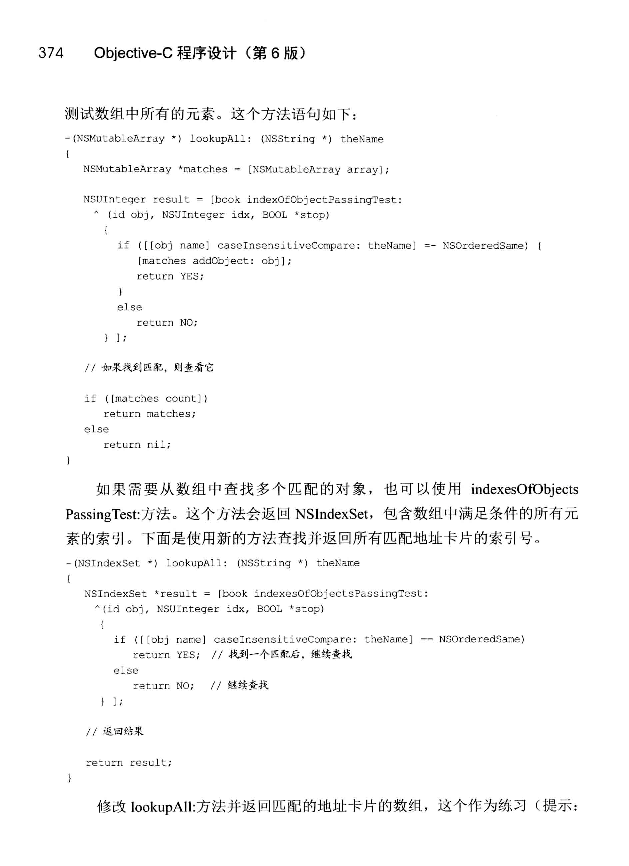 374 Objective-C 程序设计（第 6 版）
测试数组中所有的元素。这个方法语句如下：
-(NSMutableArray *) lookupAll: (NSString *) theName
{
NSMutableArray *matches = [NSMutableArray array];
NSUInteger result = [book indexOfObjectPassingTest:
^ (id obj, NSUInteger idx, BOOL *stop)
{
if ([[obj name] caseInsensitiveCompare: theName] == NSOrderedSame) {
[matches addObject: obj];
return YES;
}
else
return NO;
} ];
// 如果找到匹配，则查看它
if ([matches count])
return matches;
else
return nil;
}
如果需要从数组中查找多个匹配的对象，也可以使用 indexesOfObjects
PassingTest:方法。这个方法会返回 NSIndexSet，包含数组中满足条件的所有元
素的索引。下面是使用新的方法查找并返回所有匹配地址卡片的索引号。
-(NSIndexSet *) lookupAll: (NSString *) theName
{
NSIndexSet *result = [book indexesOfObjectsPassingTest:
^(id obj, NSUInteger idx, BOOL *stop)
{
if ([[obj name] caseInsensitiveCompare: theName] == NSOrderedSame)
return YES; // 找到一个匹配后，继续查找
else
return NO; // 继续查找
} ];
// 返回结果
return result;
}
修改 lookupAll:方法并返回匹配的地址卡片的数组，这个作为练习（提示：